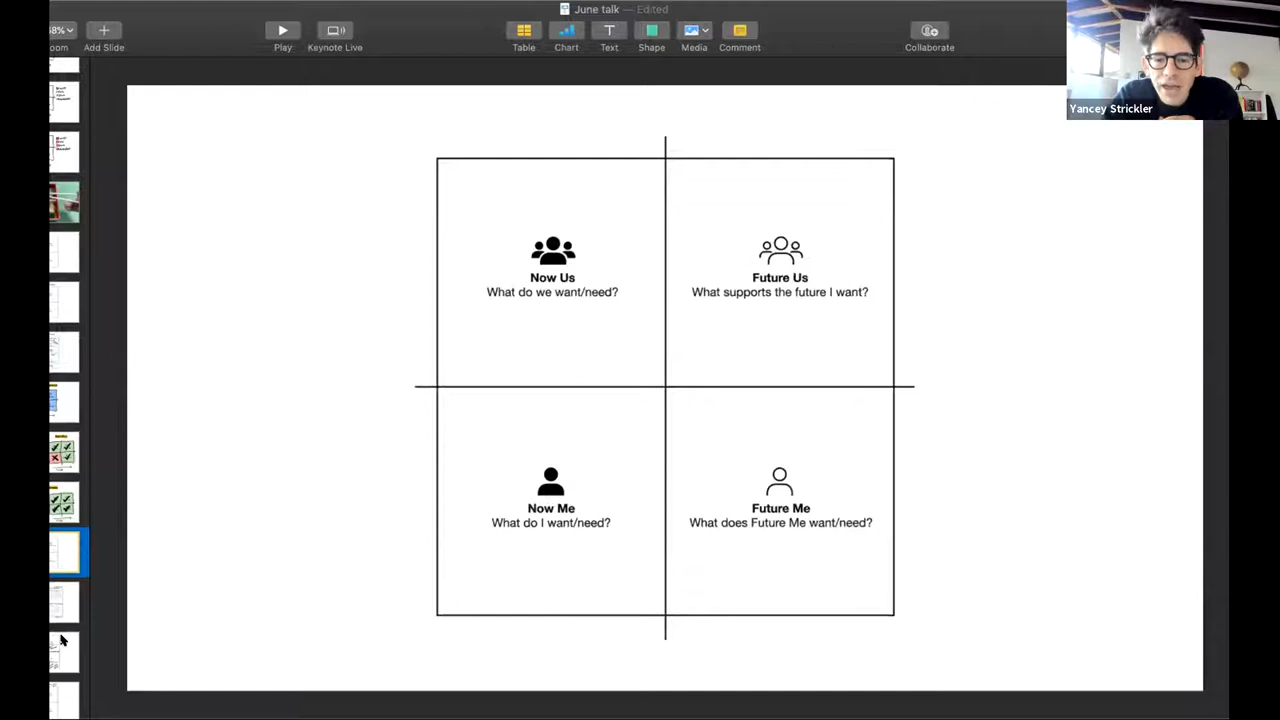 June talk — Edited
Add Slide
Play
Keynote Live
Table
Chart
Text
Shape
Media
Comment
Collaborate
Yancey Strickler
Now Us
What do we want/need?
Future Us
What supports the future I want?
Now Me
What do I want/need?
Future Me
What does Future Me want/need?